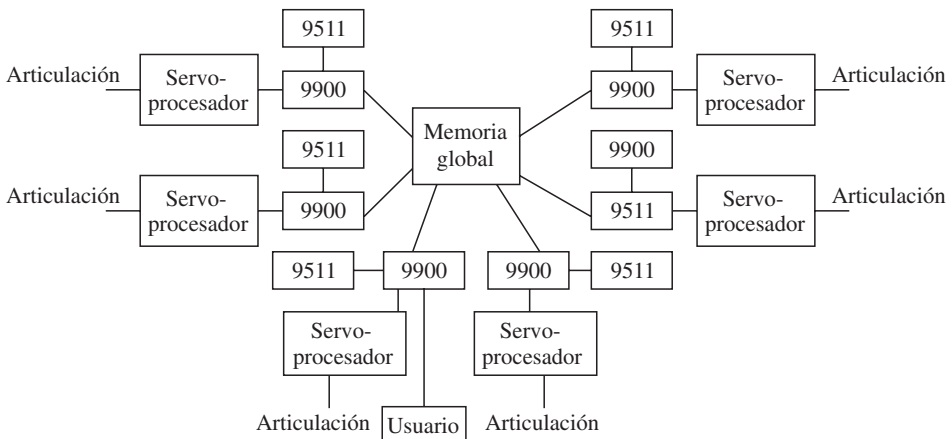 9511
9511
Articulación
Servo-
procesador
9900
9900
Servo-
procesador
Articulación
Memoria
global
9511
9900
Articulación
Servo-
procesador
9900
9511
Servo-
procesador
Articulación
9511
9900
9900
9511
Servo-
procesador
Servo-
procesador
Articulación
Usuario
Articulación